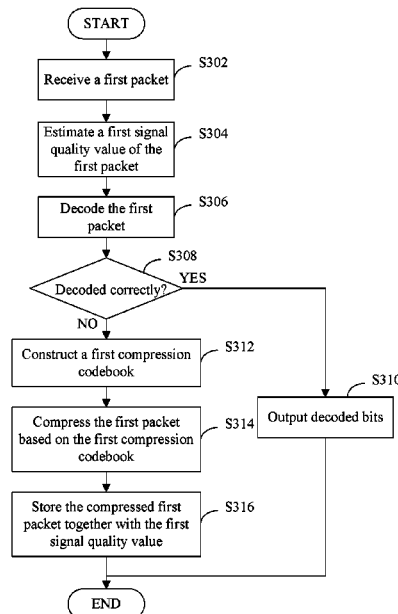 START
S302
Receive a first packet
S304
Estimate a first signal
quality value of the
first packet
S306
Decode the first
packet
S308
Decoded correctly?
YES
NO
S312
Construct a first compression
codebook
S310
Output decoded bits
S314
Compress the first packet
based on the first compression
codebook
S316
Store the compressed first
packet together with the first
signal quality value
END